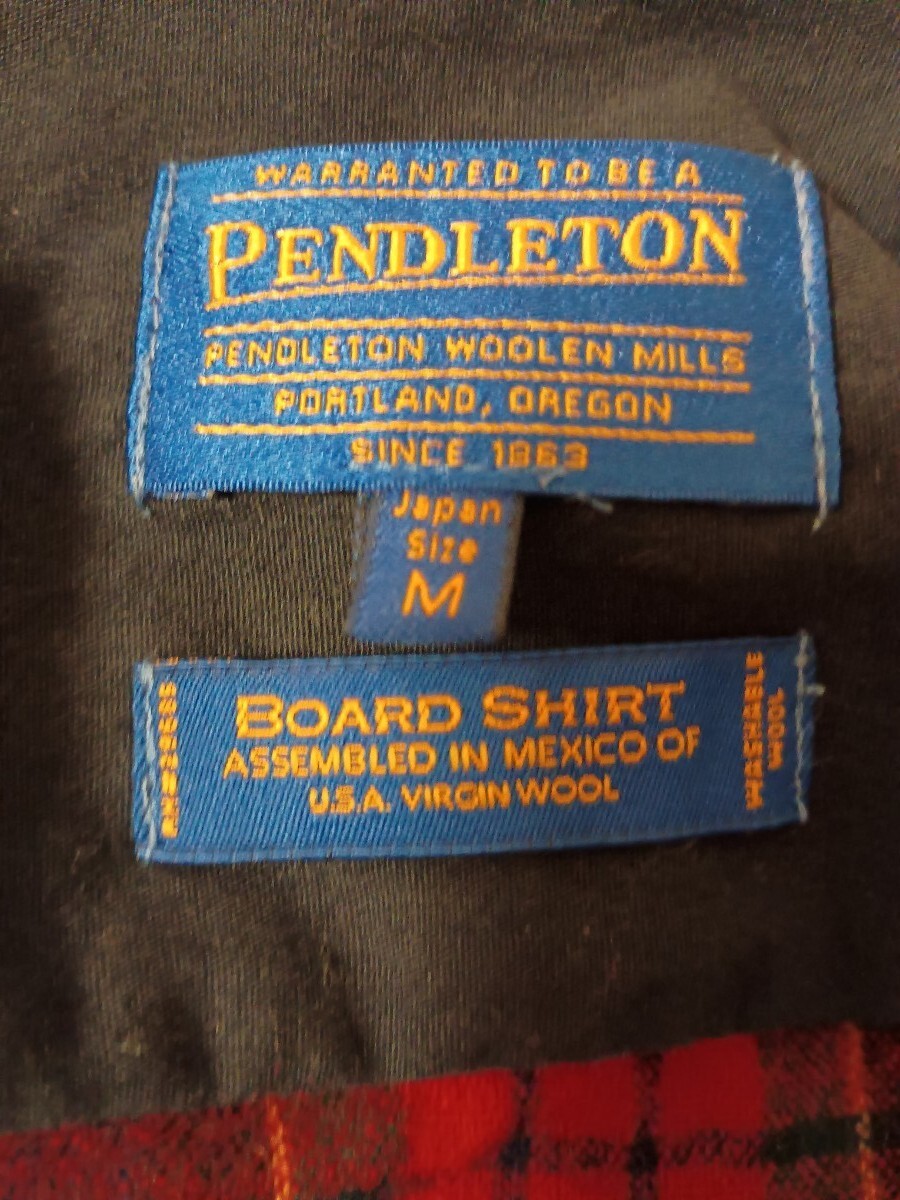 WARRANTED TO BE A
PENDLETON
PENDLETON WOOLEN MILLS
PORTLAND, OREGON
SINCE 1863
Japan
Size
M
BOARD SHIRT
ASSEMBLED IN MEXICO OF
U.S.A. VIRGIN WOOL
WASHABLE
WOOL